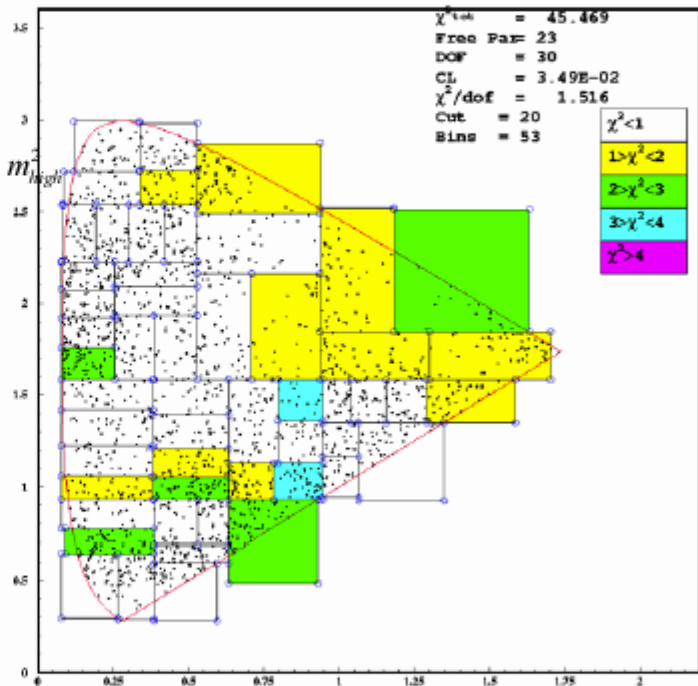 χ²tot = 45.469
Free Par= 23
DOF = 30
CL = 3.49E-02
χ²/dof = 1.516
Cut = 20
Bins = 53
χ²<1
1>χ²<2
2>χ²<3
3>χ²<4
χ²>4
m²high
3.5
3
2.5
2
1.5
1
0.5
0
0 0.25 0.5 0.75 1 1.25 1.5 1.75 2